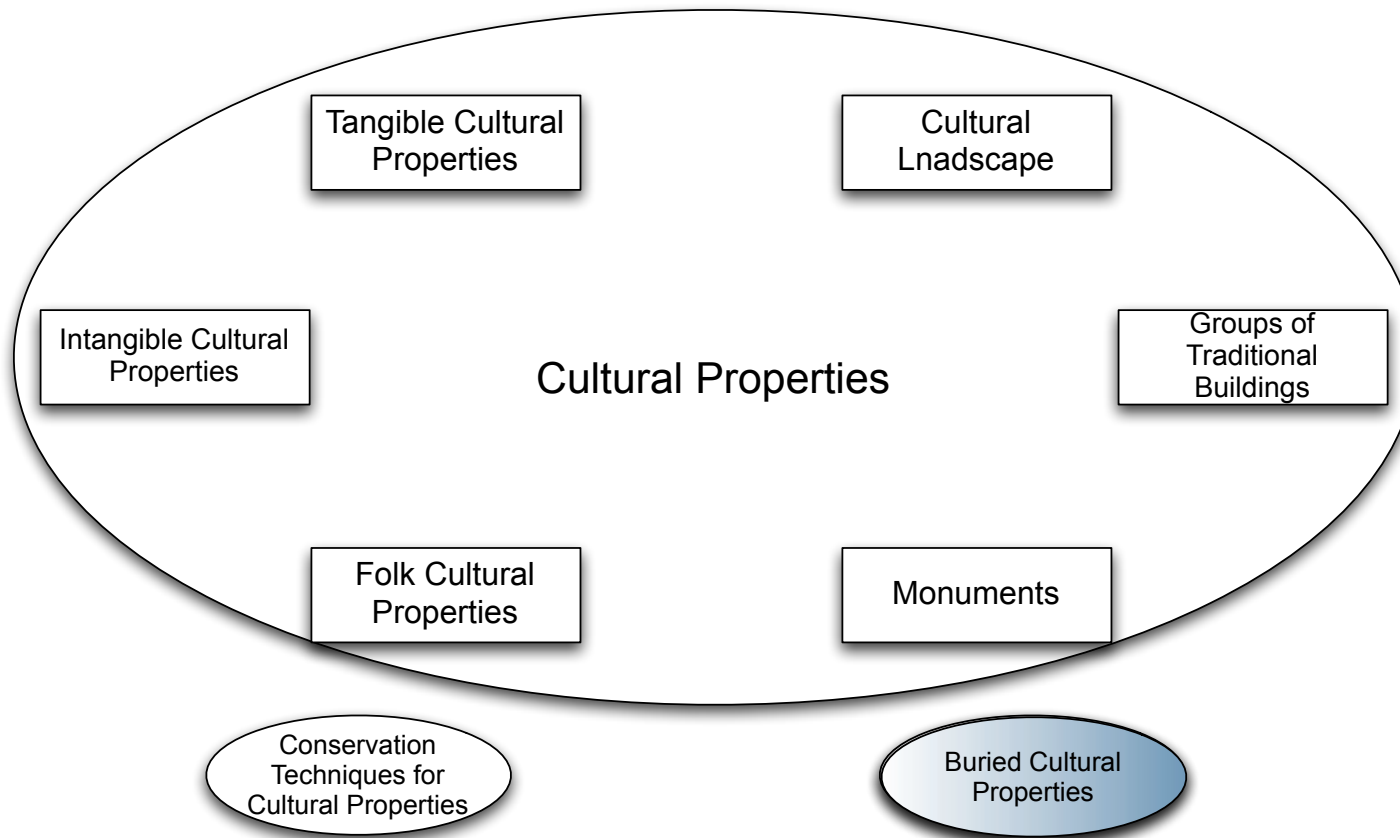 Tangible Cultural
Properties
Cultural
Lnadscape
Intangible Cultural
Properties
Cultural Properties
Groups of
Traditional
Buildings
Folk Cultural
Properties
Monuments
Conservation
Techniques for
Cultural Properties
Buried Cultural
Properties